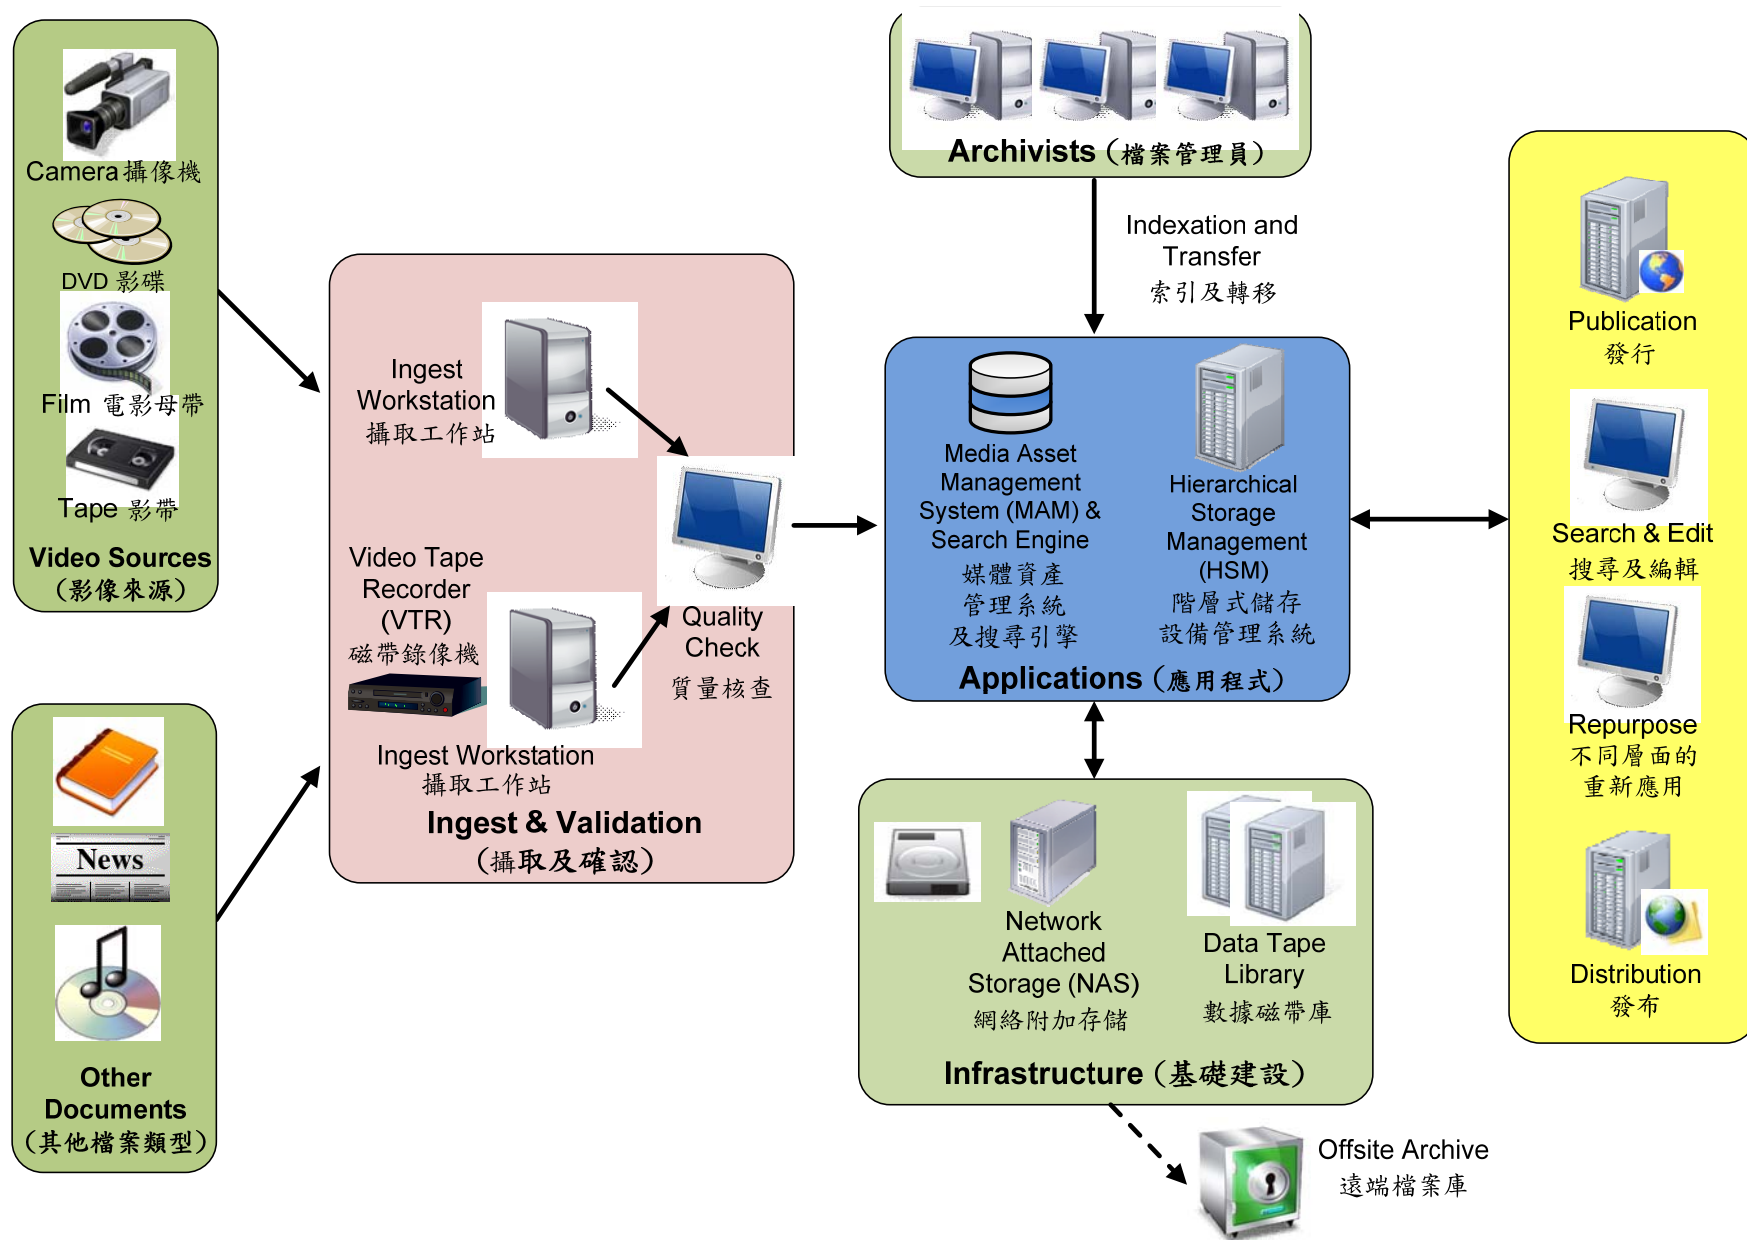 Camera 攝像機
DVD 影碟
Film 電影母帶
Tape 影帶
Video Sources
(影像來源)
News
Other
Documents
(其他檔案類型)
Ingest
Workstation
攝取工作站
Video Tape
Recorder
(VTR)
磁帶錄像機
Quality
Check
質量核查
Ingest Workstation
攝取工作站
Ingest & Validation
(攝取及確認)
Archivists (檔案管理員)
Indexation and
Transfer
索引及轉移
Media Asset
Management
System (MAM) &
Search Engine
媒體資產
管理系統
及搜尋引擎
Hierarchical
Storage
Management
(HSM)
階層式儲存
設備管理系統
Applications (應用程式)
Network
Attached
Storage (NAS)
網絡附加存儲
Data Tape
Library
數據磁帶庫
Infrastructure (基礎建設)
Offsite Archive
遠端檔案庫
Publication
發行
Search & Edit
搜尋及編輯
Repurpose
不同層面的
重新應用
Distribution
發布